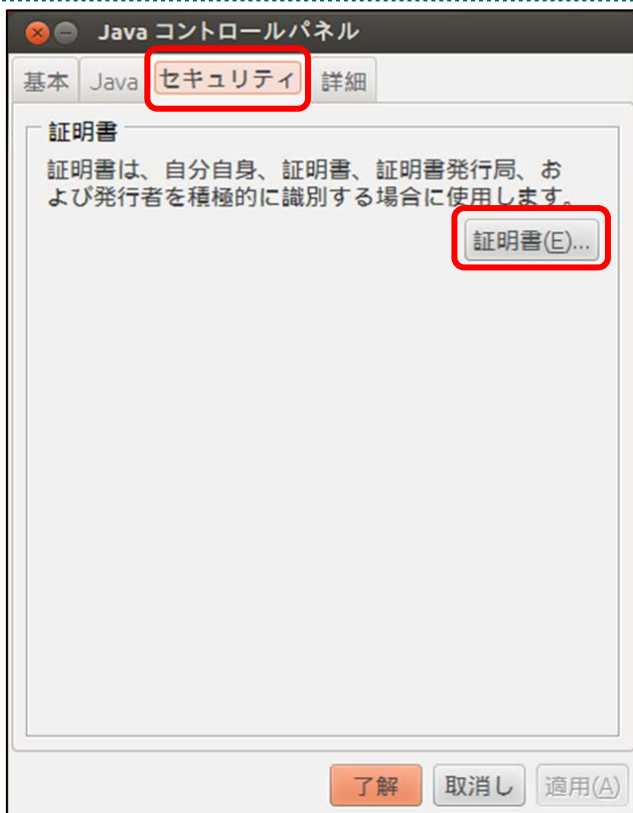 Java コントロールパネル
基本 Java セキュリティ 詳細
証明書
証明書は、自分自身、証明書、証明書発行局、お
よび発行者を積極的に識別する場合に使用します。
証明書(E)...
了解 取消し 適用(A)